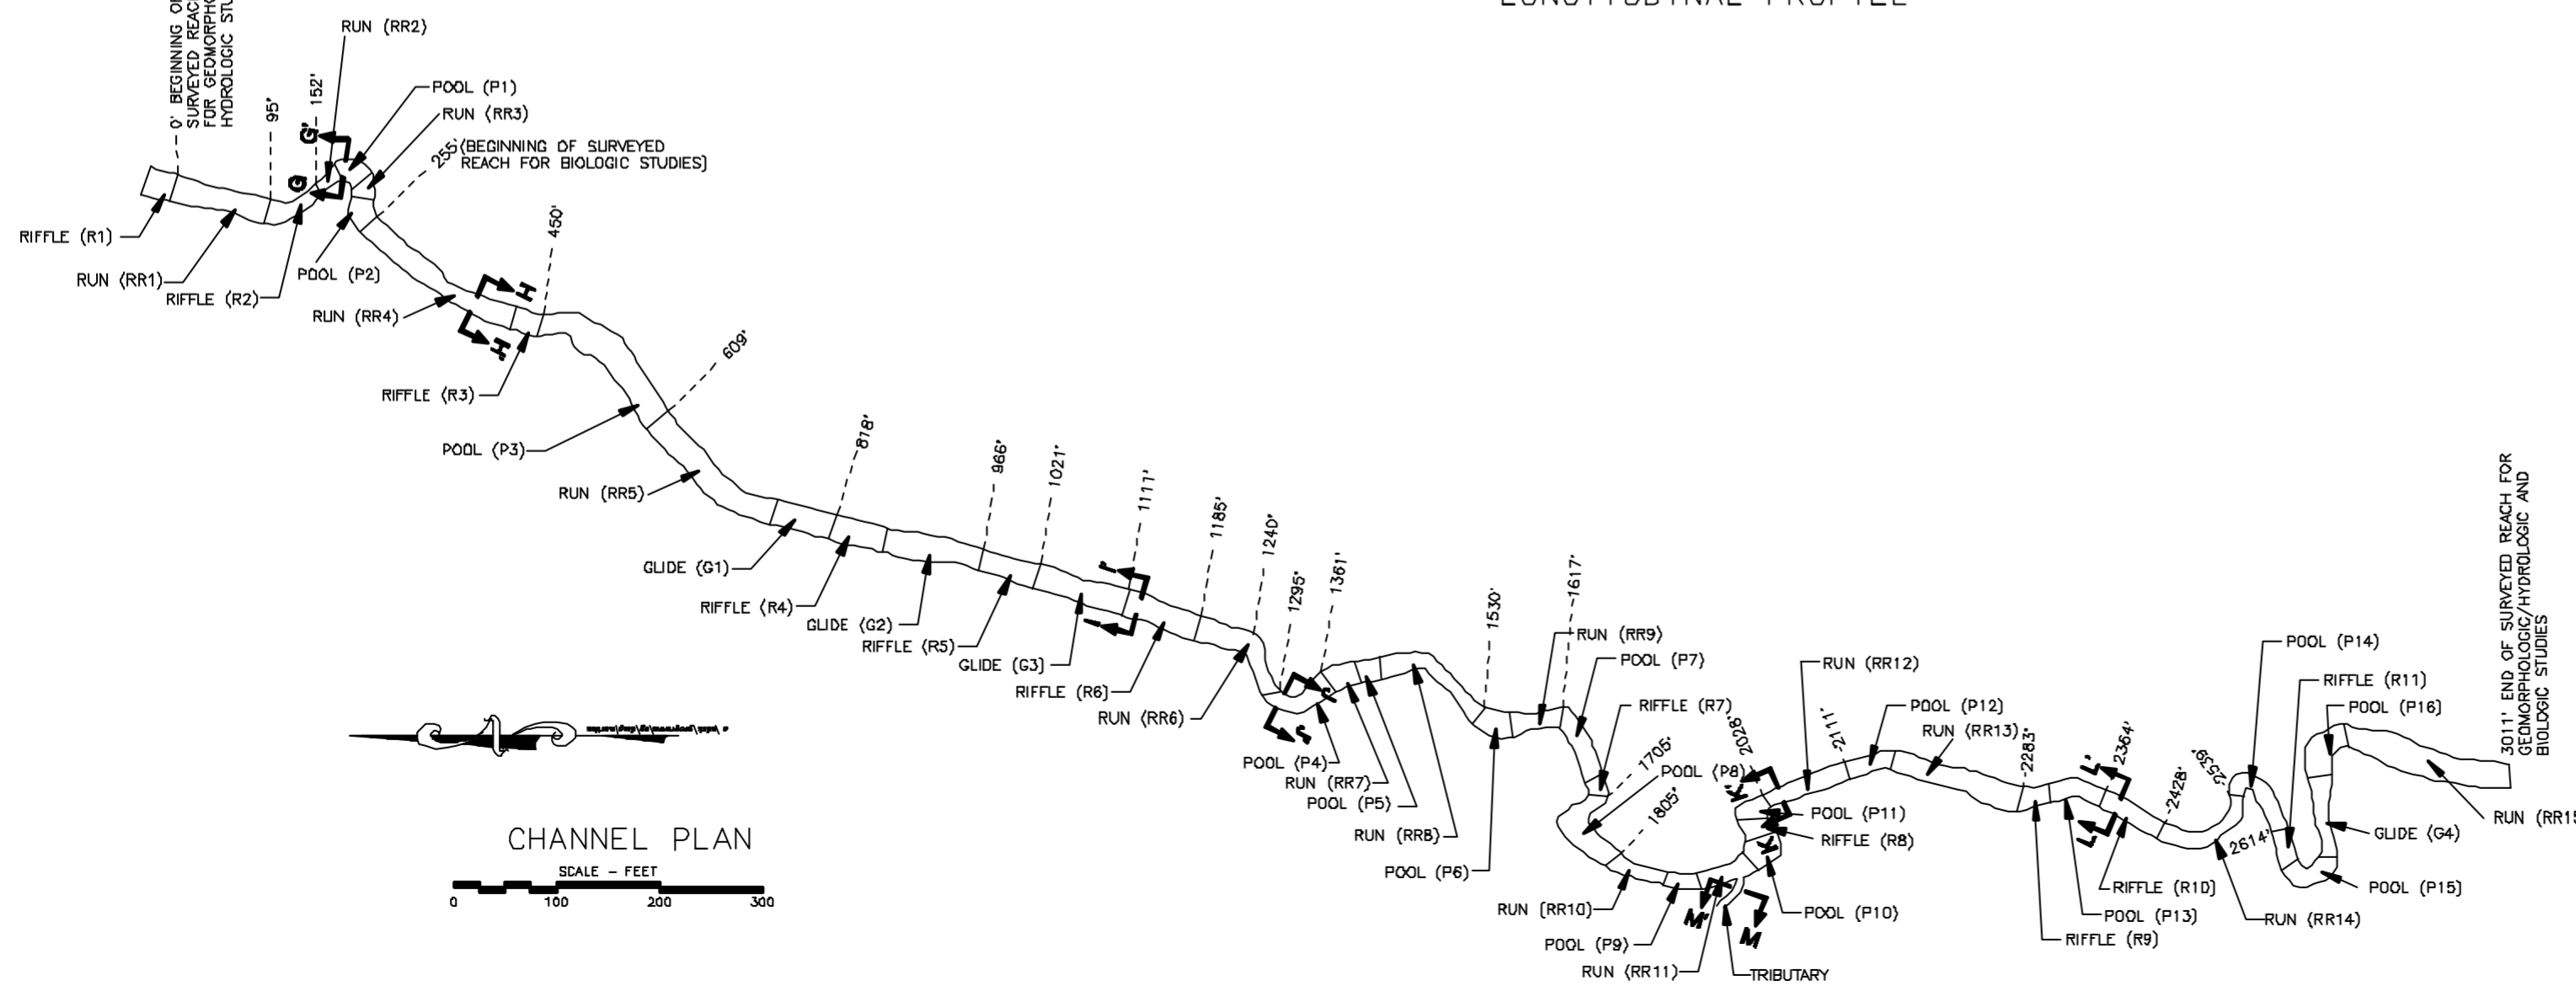 LONGITUDINAL PROFILE
0' BEGINNING OF
SURVEYED REACH
FOR GEOMORPHO
HYDROLOGIC STU
95'
152'
RUN (RR2)
POOL (P1)
RUN (RR3)
255' (BEGINNING OF SURVEYED
REACH FOR BIOLOGIC STUDIES)
G'
G
RIFFLE (R1)
RUN (RR1)
RIFFLE (R2)
POOL (P2)
RUN (RR4)
H
H'
450'
RIFFLE (R3)
609'
POOL (P3)
RUN (RR5)
818'
GLIDE (G1)
RIFFLE (R4)
GLIDE (G2)
966'
1021'
RIFFLE (R5)
GLIDE (G3)
1111'
I'
I
RIFFLE (R6)
1185'
1240'
RUN (RR6)
1295'
1361'
J
J'
POOL (P4)
RUN (RR7)
POOL (P5)
RUN (RR8)
1530'
POOL (P6)
1617'
RUN (RR9)
POOL (P7)
RIFFLE (R7)
1705'
POOL (P8)
1805'
RUN (RR10)
POOL (P9)
RUN (RR11)
M'
M
TRIBUTARY
POOL (P10)
K'
K
2028'
RIFFLE (R8)
POOL (P11)
RUN (RR12)
2111'
POOL (P12)
RUN (RR13)
2283'
RIFFLE (R9)
POOL (P13)
L'
L
2364'
RIFFLE (R10)
2428'
RUN (RR14)
2539'
POOL (P14)
2614'
RIFFLE (R11)
POOL (P15)
GLIDE (G4)
POOL (P16)
RUN (RR15
3011' END OF SURVEYED REACH FOR
GEOMORPHOLOGIC/HYDROLOGIC AND
BIOLOGIC STUDIES
N
CHANNEL PLAN
SCALE - FEET
0 100 200 300